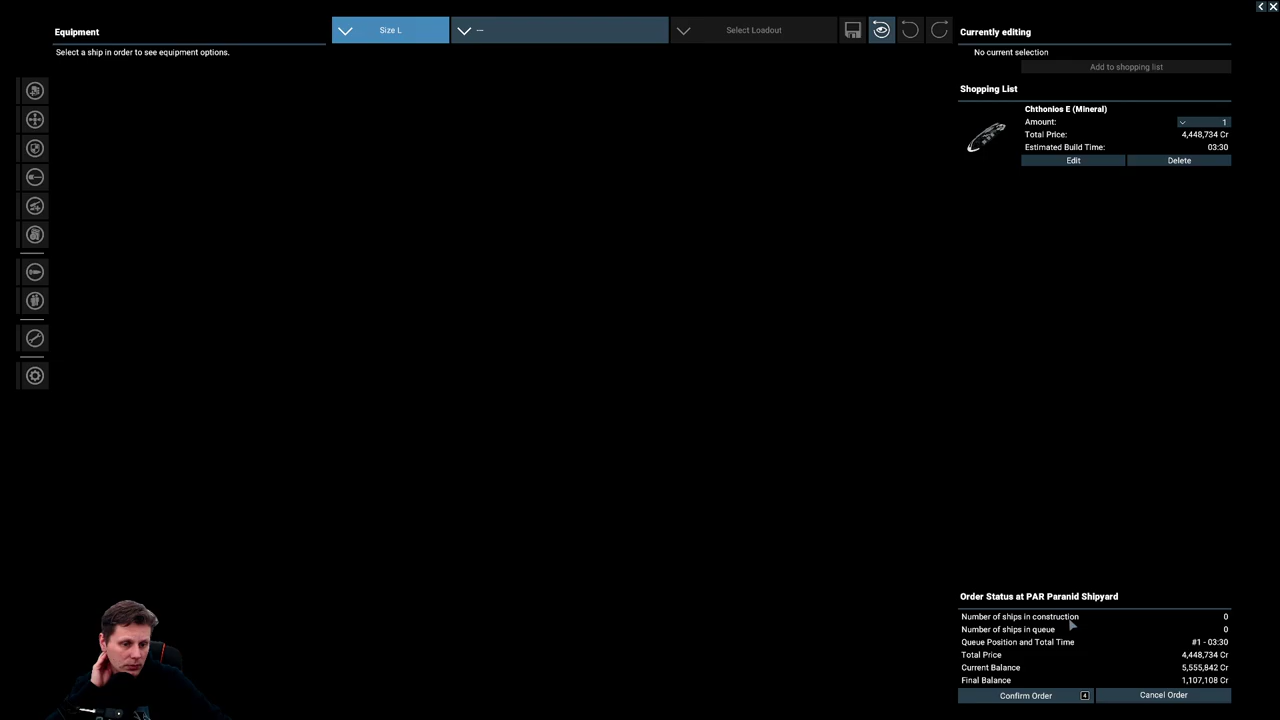 Equipment
Select a ship in order to see equipment options.
Size L
---
Select Loadout
Currently editing
No current selection
Add to shopping list
Shopping List
Chthonios E (Mineral)
Amount: 1
Total Price: 4,448,734 Cr
Estimated Build Time: 03:30
Edit Delete
Order Status at PAR Paranid Shipyard
Number of ships in construction 0
Number of ships in queue 0
Queue Position and Total Time #1 - 03:30
Total Price 4,448,734 Cr
Current Balance 5,555,842 Cr
Final Balance 1,107,108 Cr
Confirm Order 4 Cancel Order